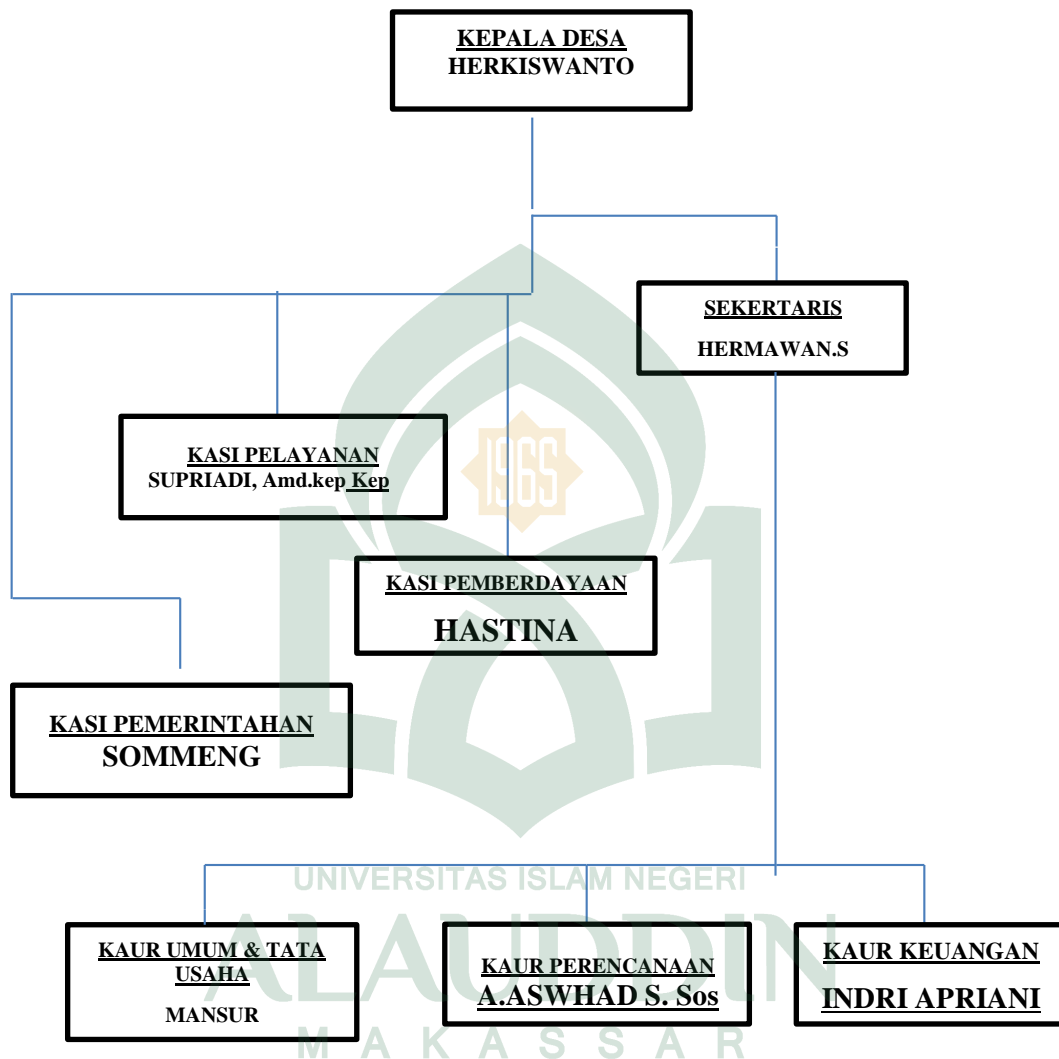 KEPALA DESA
HERKISWANTO
SEKERTARIS
HERMAWAN.S
KASI PELAYANAN
SUPRIADI, Amd.kep Kep
1965
KASI PEMBERDAYAAN
HASTINA
KASI PEMERINTAHAN
SOMMENG
UNIVERSITAS ISLAM NEGERI
ALAUDDIN
MAKASSAR
KAUR UMUM & TATA
USAHA
MANSUR
KAUR PERENCANAAN
A.ASWHAD S. Sos
KAUR KEUANGAN
INDRI APRIANI